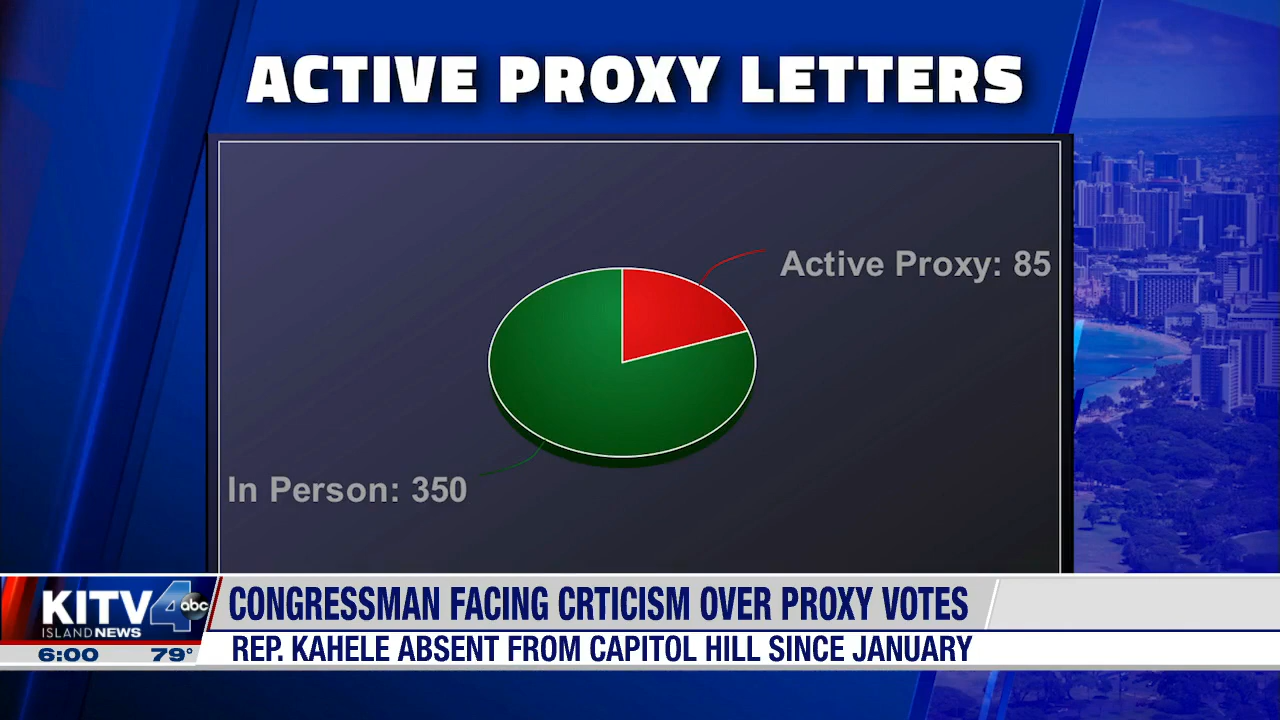 ACTIVE PROXY LETTERS
Active Proxy: 85
In Person: 350
KITV 4 abc
ISLAND NEWS
CONGRESSMAN FACING CRTICISM OVER PROXY VOTES
6:00 79°
REP. KAHELE ABSENT FROM CAPITOL HILL SINCE JANUARY